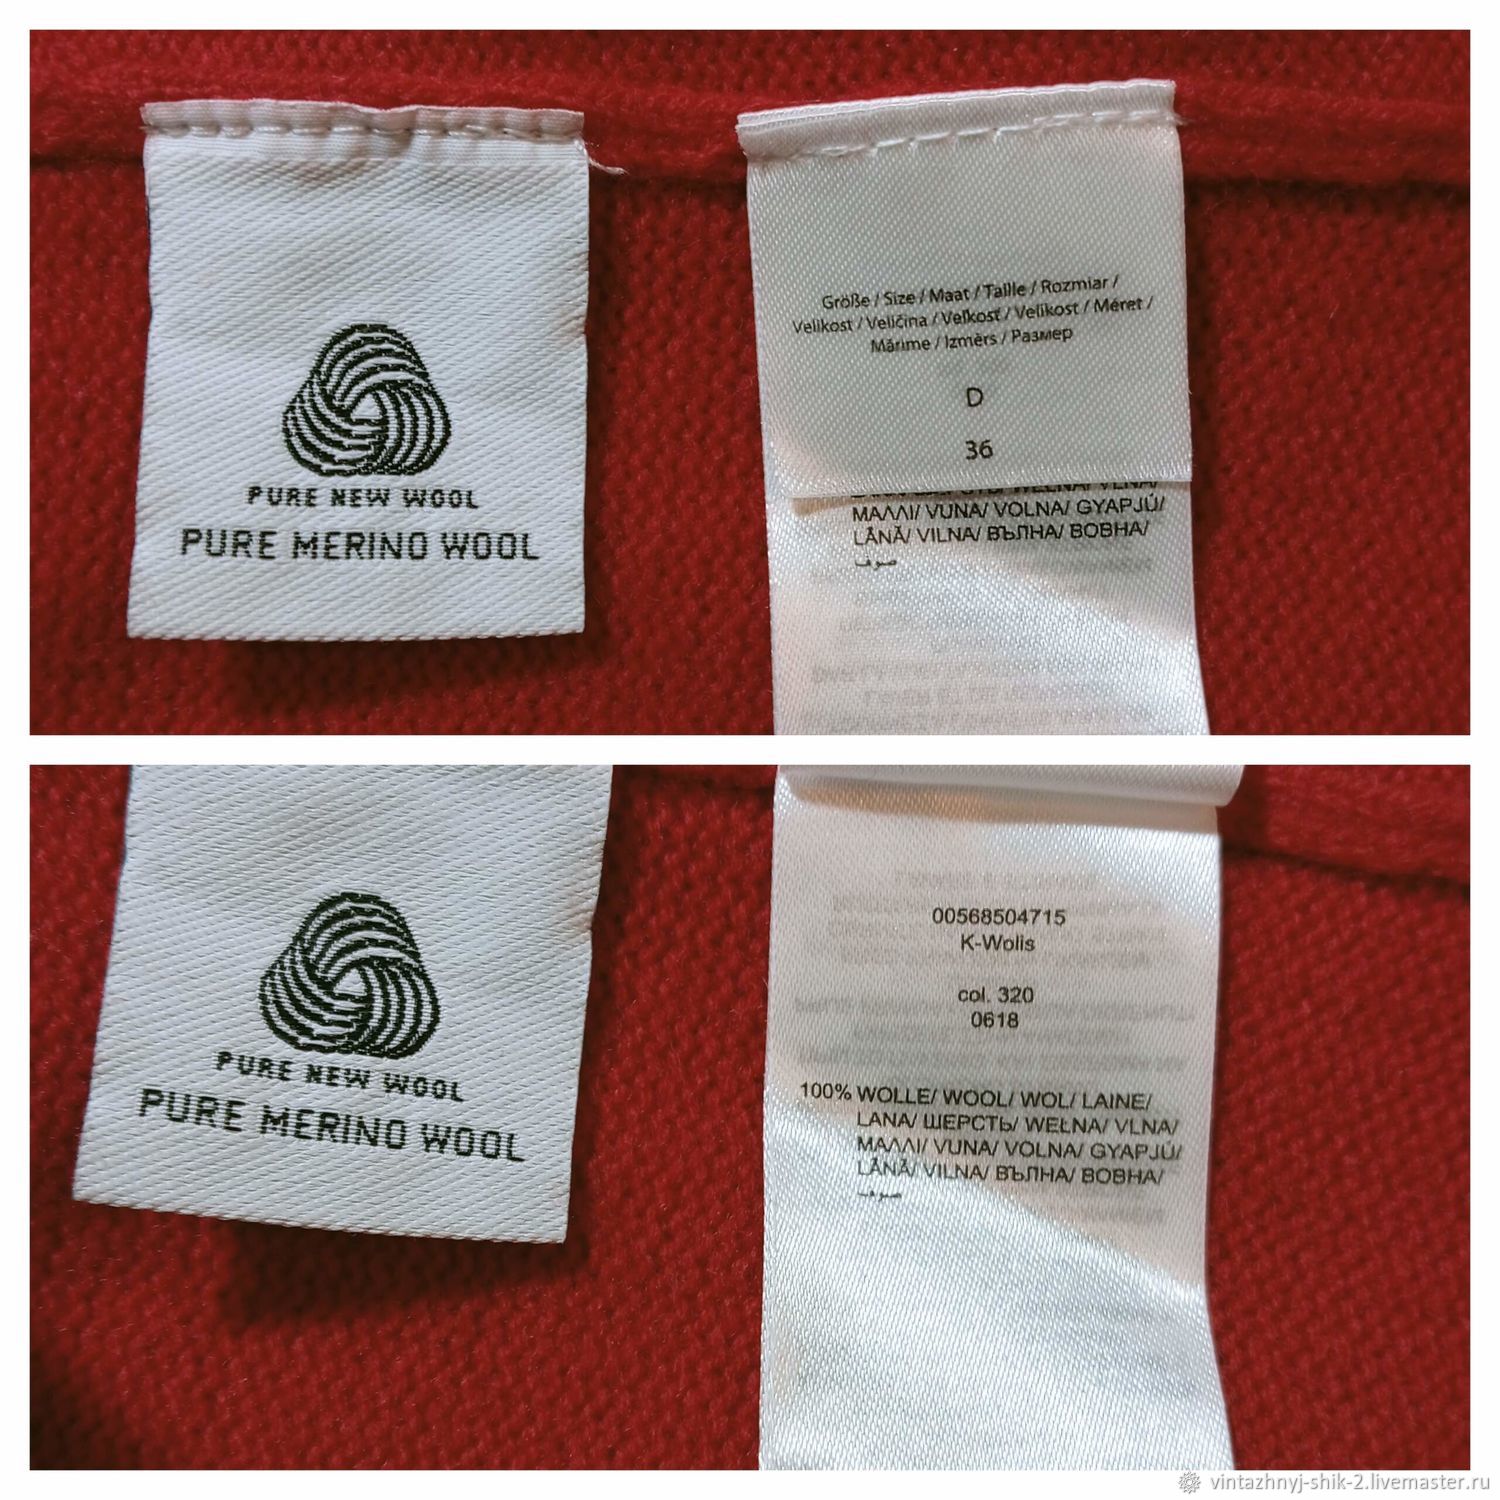 PURE NEW WOOL
PURE MERINO WOOL
Größe / Size / Maat / Taille / Rozmiar /
Velikost / Veličina / Veľkosť / Velikost / Méret /
Mărime / Izmērs / Размер
D
36
ΜΑΛΛΙ/ VUNA/ VOLNA/ GYAPJÚ/
LÂNĂ/ VILNA/ ВЪЛНА/ ВОВНА/
صوف
PURE NEW WOOL
PURE MERINO WOOL
00568504715
K-Wolis
col. 320
0618
100% WOLLE/ WOOL/ WOL/ LAINE/
LANA/ ШЕРСТЬ/ WEŁNA/ VLNA/
ΜΑΛΛΙ/ VUNA/ VOLNA/ GYAPJÚ/
LÂNĂ/ VILNA/ ВЪЛНА/ ВОВНА/
صوف
vintazhnyj-shik-2.livemaster.ru